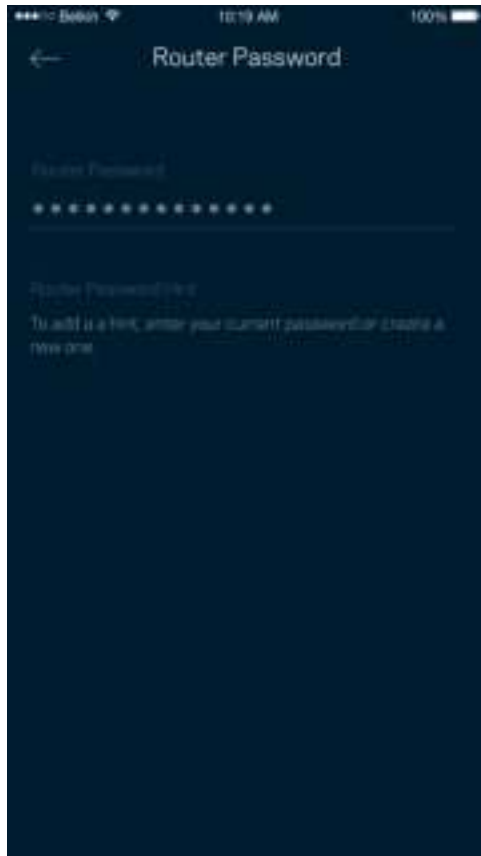 Belkin 10:19 AM 100%
← Router Password
Router Password
••••••••••••••
Router Password Hint
To add a a hint, enter your current password or create a
new one